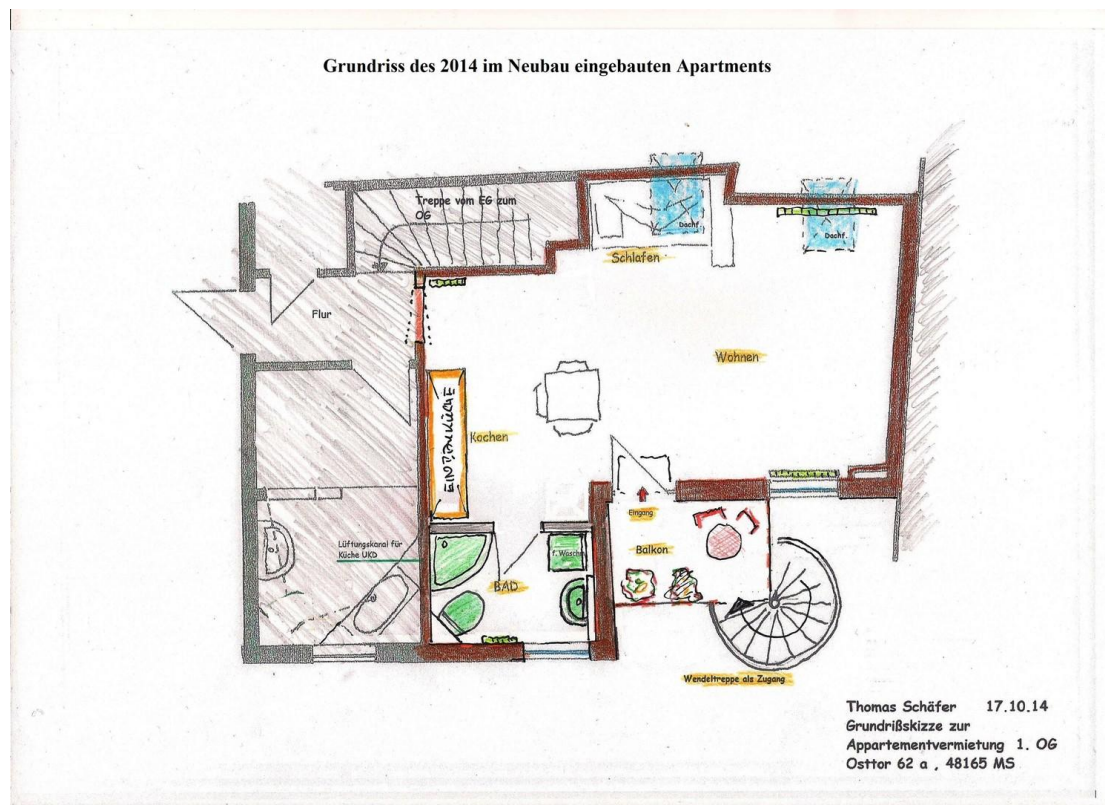 Grundriss des 2014 im Neubau eingebauten Apartments
Treppe vom EG zum
OG
Dachf.
Dachf.
Schlafen
Flur
Wohnen
EINBAUKÜCHE
Kochen
Eingang
Lüftungskanal für
Küche UKD
f. Wäsche
Balkon
BAD
Wendeltreppe als Zugang
Thomas Schäfer 17.10.14
Grundrißskizze zur
Appartementvermietung 1. OG
Osttor 62 a , 48165 MS